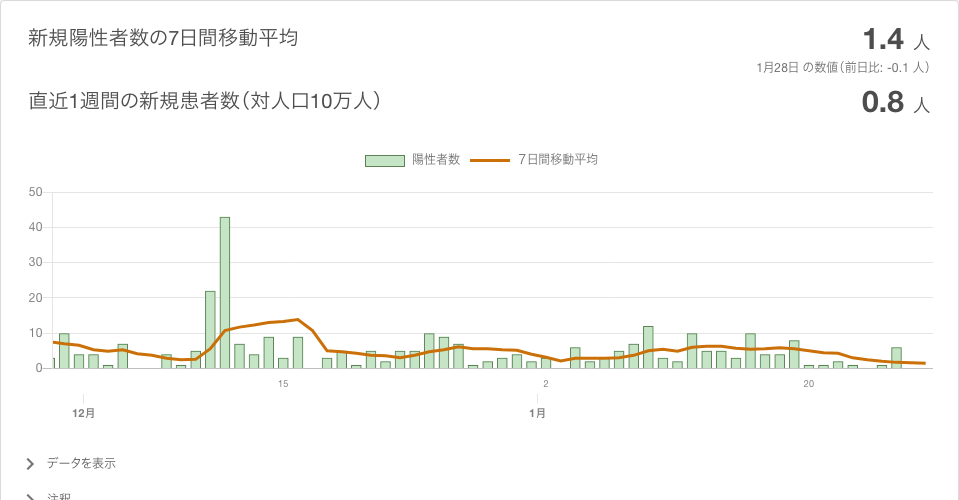 新規陽性者数の7日間移動平均
1.4 人
1月28日 の数値（前日比: -0.1 人）
直近1週間の新規患者数（対人口10万人）
0.8 人
陽性者数 7日間移動平均
50
40
30
20
10
0
15 2 20
12月 1月
データを表示
注釈